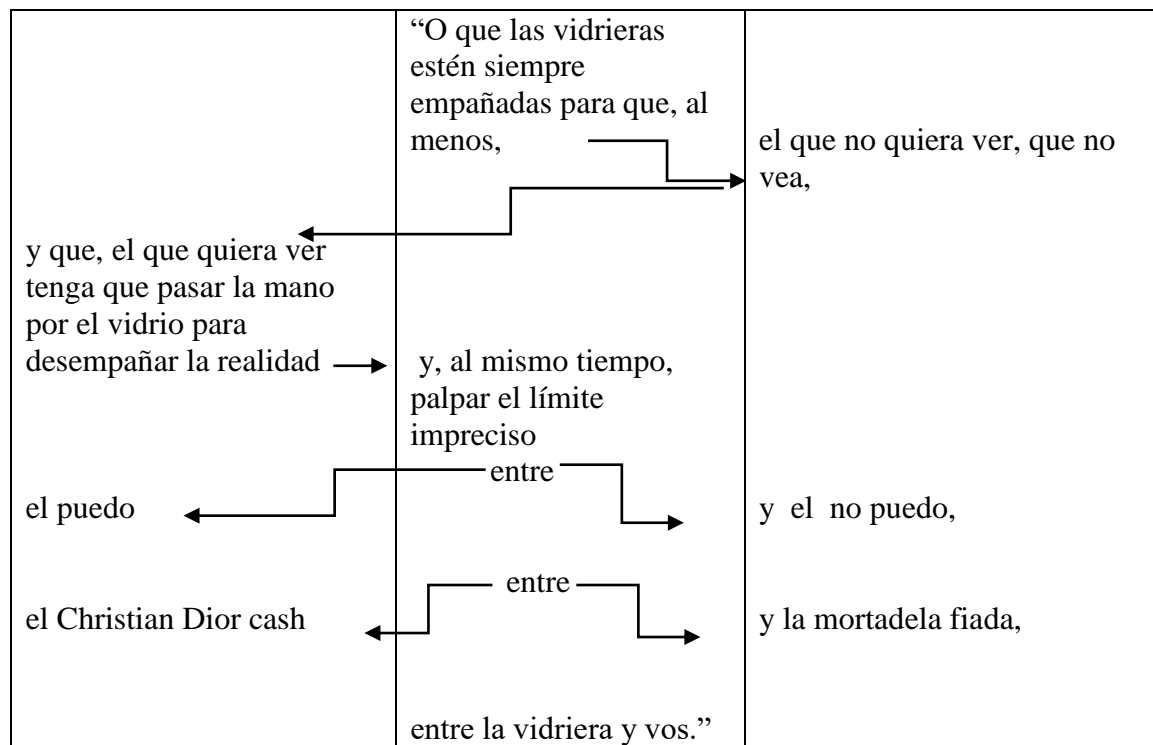 “O que las vidrieras
estén siempre
empañadas para que, al
menos,
el que no quiera ver, que no
vea,
y que, el que quiera ver
tenga que pasar la mano
por el vidrio para
desempañar la realidad
y, al mismo tiempo,
palpar el límite
impreciso
entre
el puedo
y el no puedo,
entre
el Christian Dior cash
y la mortadela fiada,
entre la vidriera y vos.”